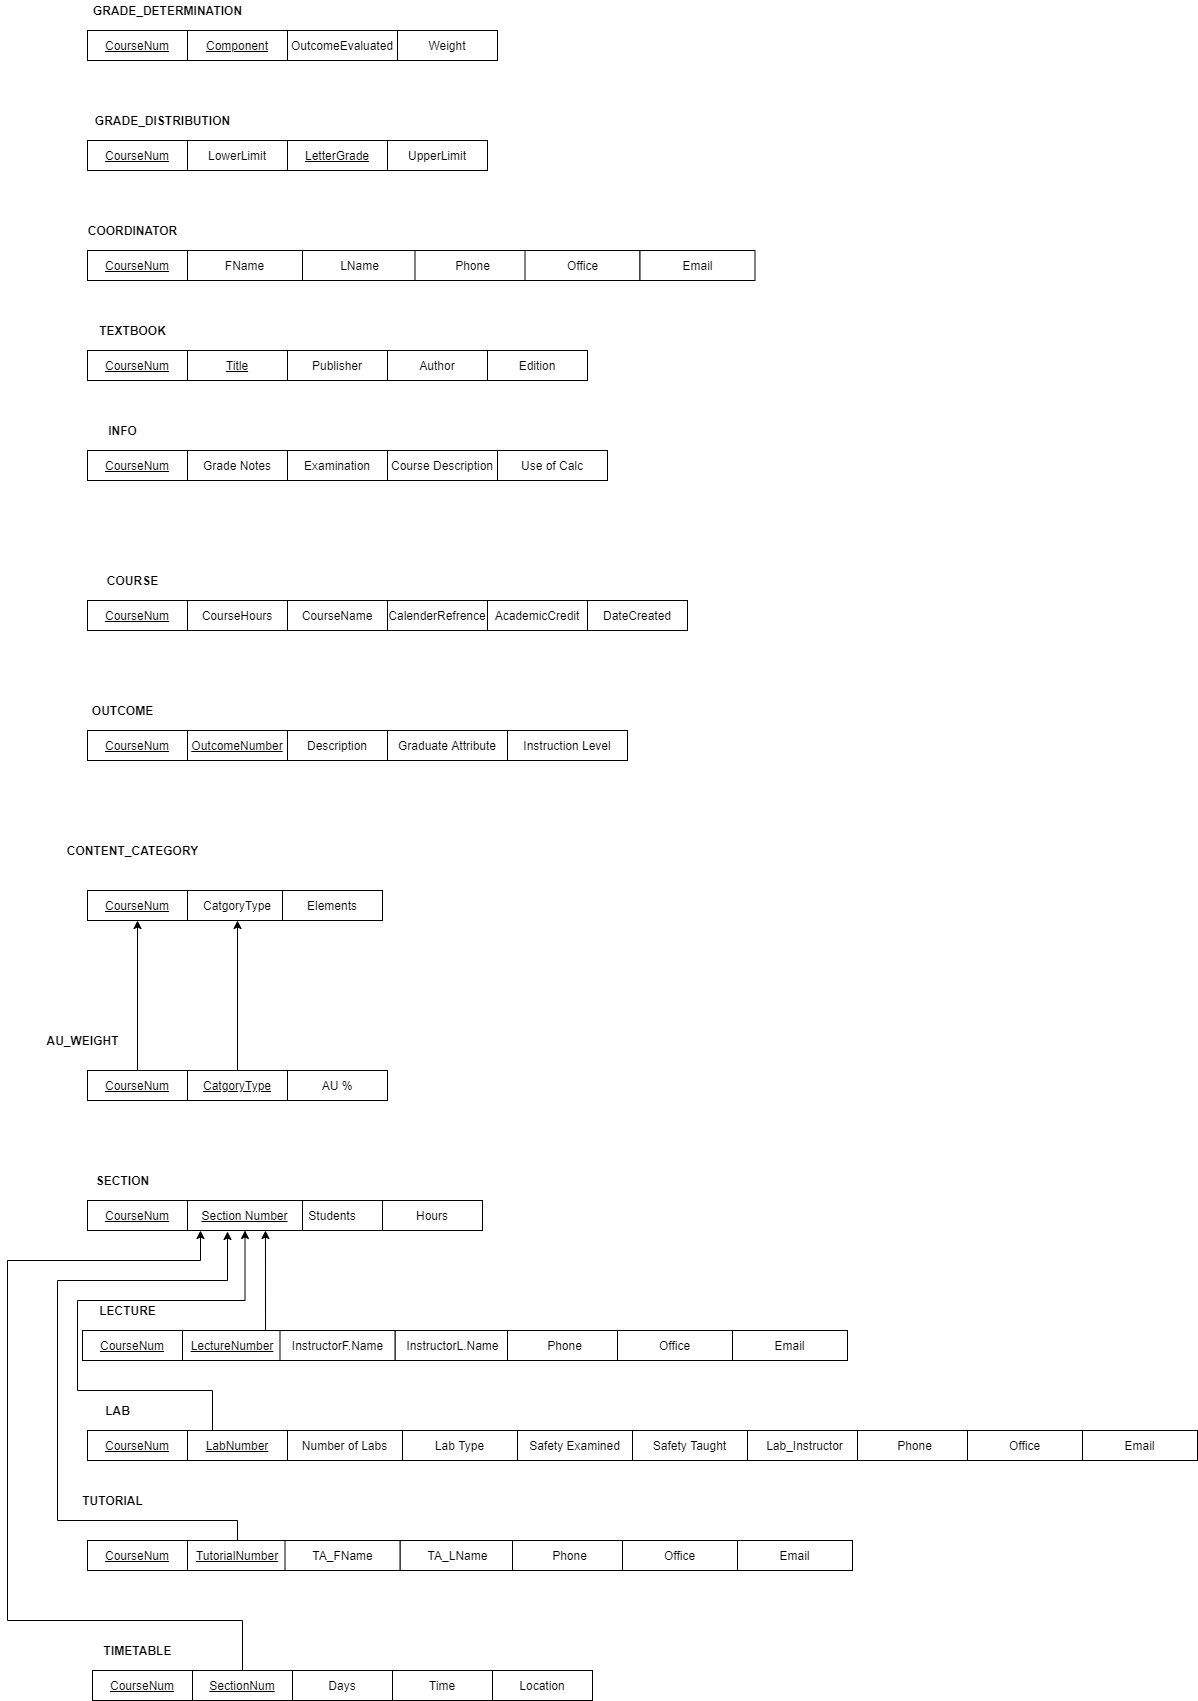 GRADE_DETERMINATION
CourseNum Component OutcomeEvaluated Weight
GRADE_DISTRIBUTION
CourseNum LowerLimit LetterGrade UpperLimit
COORDINATOR
CourseNum FName LName Phone Office Email
TEXTBOOK
CourseNum Title Publisher Author Edition
INFO
CourseNum Grade Notes Examination Course Description Use of Calc
COURSE
CourseNum CourseHours CourseName CalenderRefrence AcademicCredit DateCreated
OUTCOME
CourseNum OutcomeNumber Description Graduate Attribute Instruction Level
CONTENT_CATEGORY
CourseNum CatgoryType Elements
AU_WEIGHT
CourseNum CatgoryType AU %
SECTION
CourseNum Section Number Students Hours
LECTURE
CourseNum LectureNumber InstructorF.Name InstructorL.Name Phone Office Email
LAB
CourseNum LabNumber Number of Labs Lab Type Safety Examined Safety Taught Lab_Instructor Phone Office Email
TUTORIAL
CourseNum TutorialNumber TA_FName TA_LName Phone Office Email
TIMETABLE
CourseNum SectionNum Days Time Location